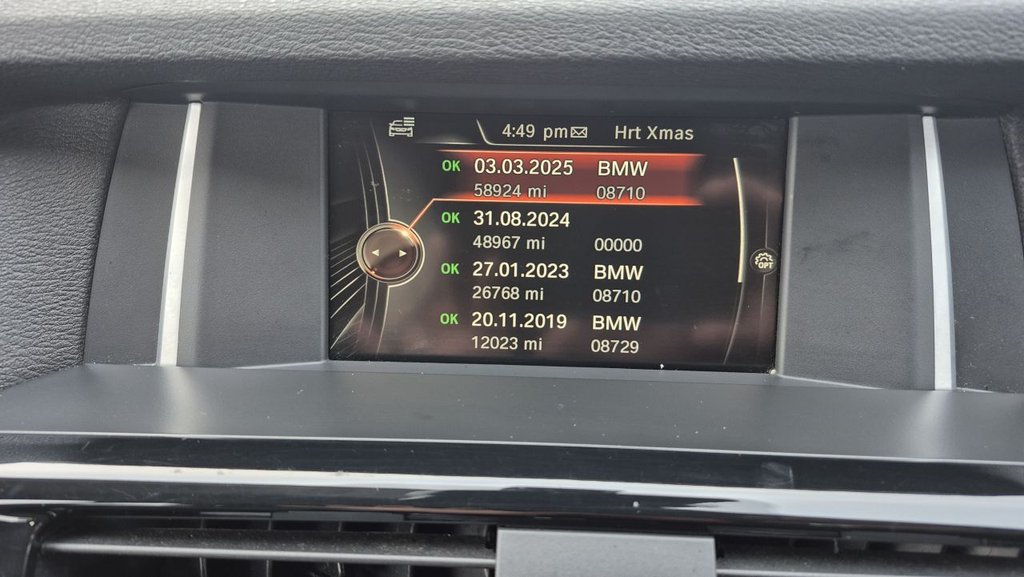 4:49 pm Hrt Xmas
OK 03.03.2025 BMW
58924 mi 08710
OK 31.08.2024
48967 mi 00000
OK 27.01.2023 BMW
26768 mi 08710
OK 20.11.2019 BMW
12023 mi 08729
OPT